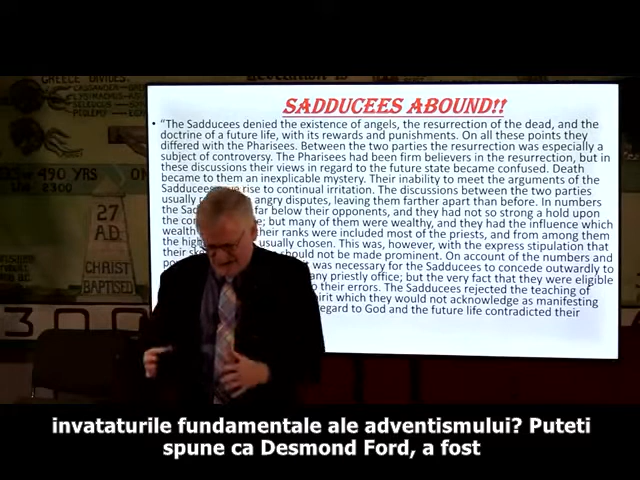 GREECE DIVIDES.
SADDUCEES ABOUND!!
• "The Sadducees denied the existence of angels, the resurrection of the dead, and the
doctrine of a future life, with its rewards and punishments. On all these points they
differed with the Pharisees. Between the two parties the resurrection was especially a
subject of controversy. The Pharisees had been firm believers in the resurrection, but in
these discussions their views in regard to the future state became confused. Death
became to them an inexplicable mystery. Their inability to meet the arguments of the
Sadducees rise to continual irritation. The discussions between the two parties
usually angry disputes, leaving them farther apart than before. In numbers
the far below their opponents, and they had not so strong a hold upon
the but many of them were wealthy, and they had the influence which
wealth their ranks were included most of the priests, and from among them
the usually chosen. This was, however, with the express stipulation that
their should not be made prominent. On account of the numbers and
was necessary for the Sadducees to concede outwardly to
any priestly office; but the very fact that they were eligible
to their errors. The Sadducees rejected the teaching of
which they would not acknowledge as manifesting
regard to God and the future life contradicted their
490 YRS
2300
27
A.D.
CHRIST
BAPTISED
invataturile fundamentale ale adventismului? Puteti
spune ca Desmond Ford, a fost